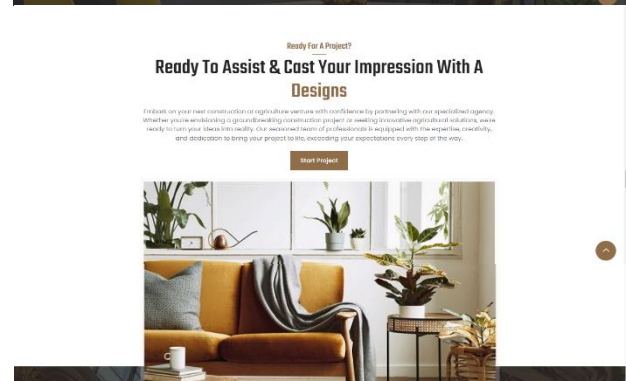 Ready For A Project?
Ready To Assist & Cast Your Impression With A
Designs
Embark on your next construction or agriculture venture with confidence by partnering with our specialized agency.
Whether you're envisioning a groundbreaking construction project or seeking innovative agricultural solutions, we're
ready to turn your ideas into reality. Our seasoned team of professionals is equipped with the expertise, creativity,
and dedication to bring your project to life, exceeding your expectations every step of the way.
Start Project